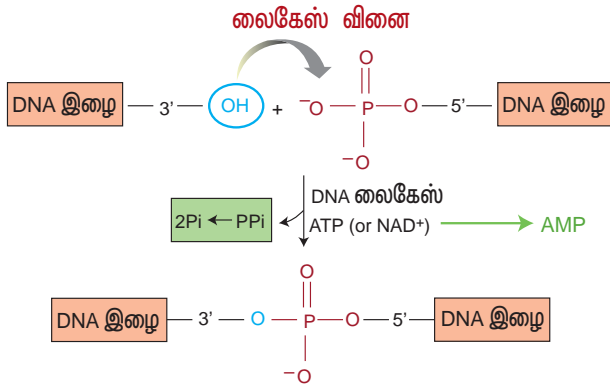 லைகேஸ் வினை
O
DNA இழை 3’ OH + ⁻O P O 5’ DNA இழை
⁻O
DNA லைகேஸ்
2Pi ← PPi ATP (or NAD⁺) → AMP
O
DNA இழை 3’ O P O 5’ DNA இழை
⁻O